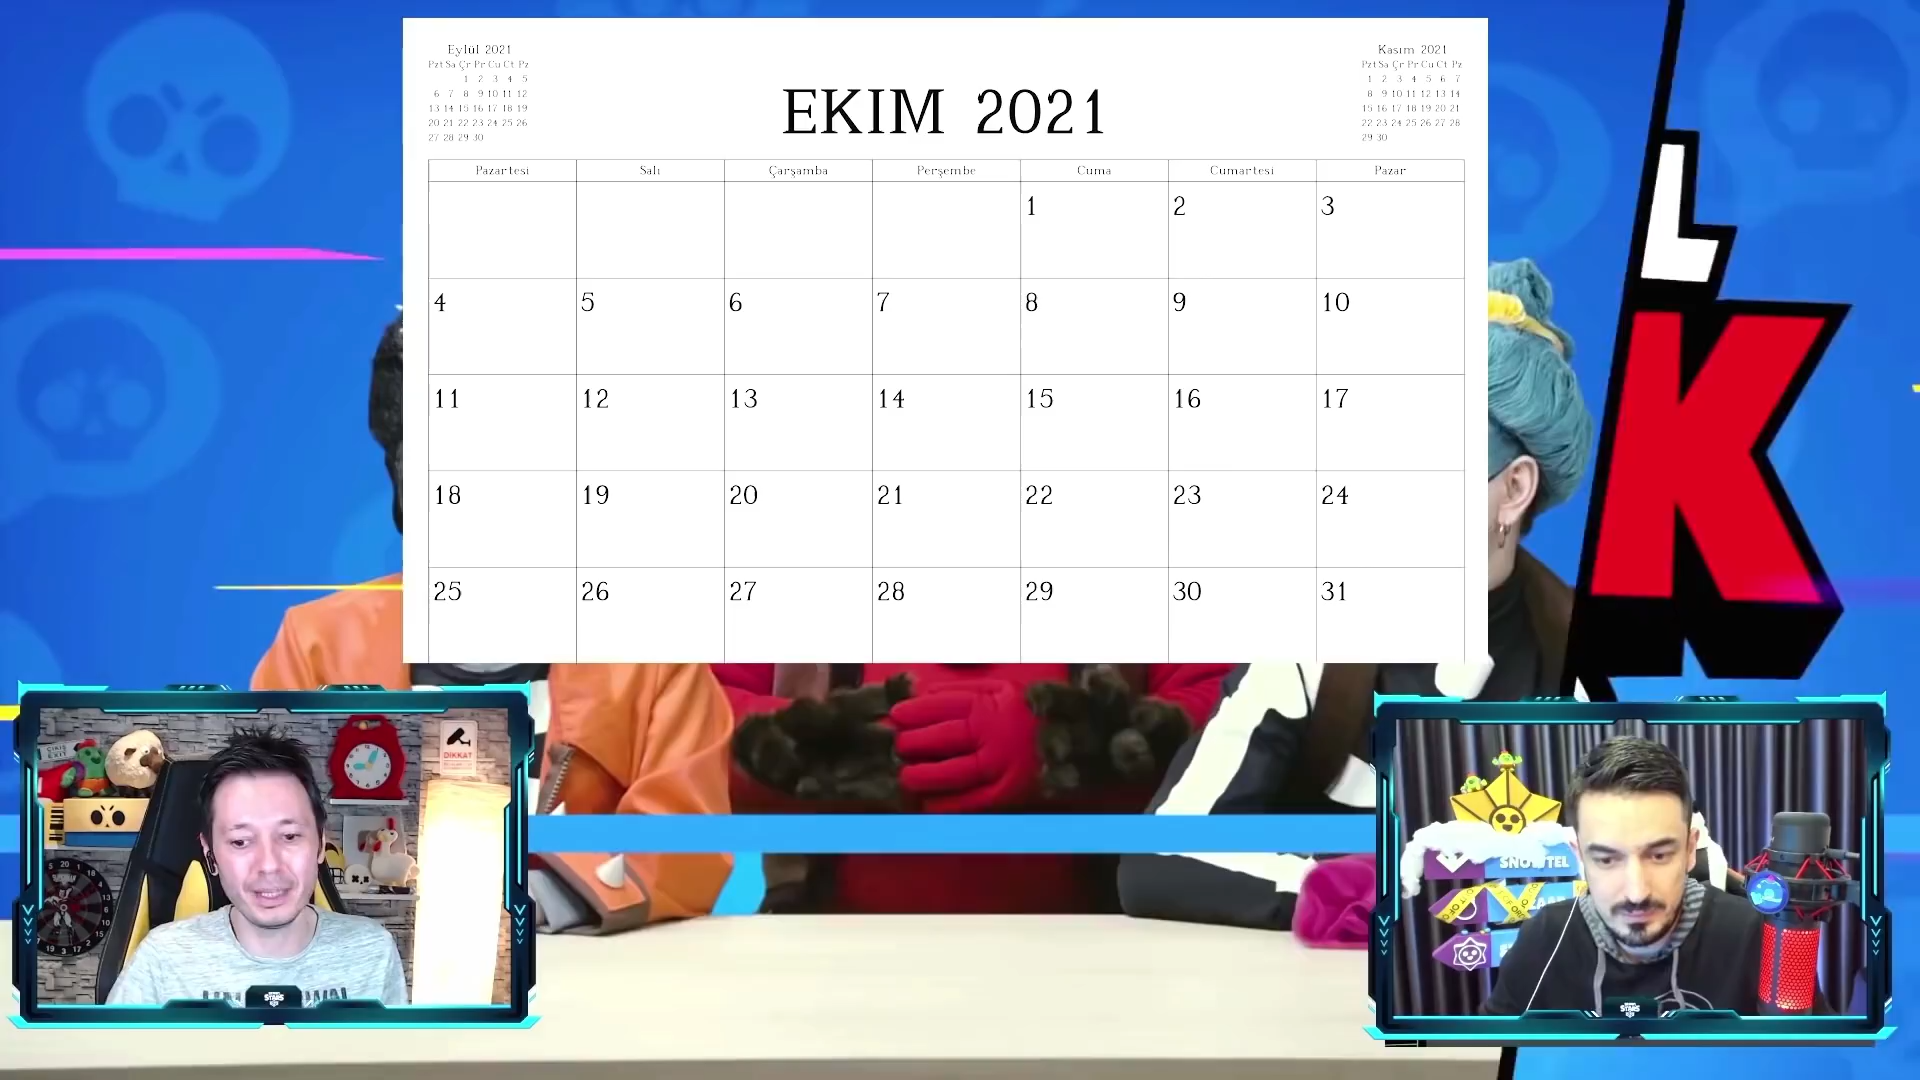 Eylül 2021
Pzt Sa Çr Pr Cu Ct Pz
1 2 3 4 5
6 7 8 9 10 11 12
13 14 15 16 17 18 19
20 21 22 23 24 25 26
27 28 29 30
EKIM 2021
Kasım 2021
Pzt Sa Çr Pr Cu Ct Pz
1 2 3 4 5 6 7
8 9 10 11 12 13 14
15 16 17 18 19 20 21
22 23 24 25 26 27 28
29 30
Pazartesi Salı Çarşamba Perşembe Cuma Cumartesi Pazar
1 2 3
4 5 6 7 8 9 10
11 12 13 14 15 16 17
18 19 20 21 22 23 24
25 26 27 28 29 30 31
L
K
ÇIKIŞ
EXIT
DİKKAT
SNOWTEL
STARS
STARS